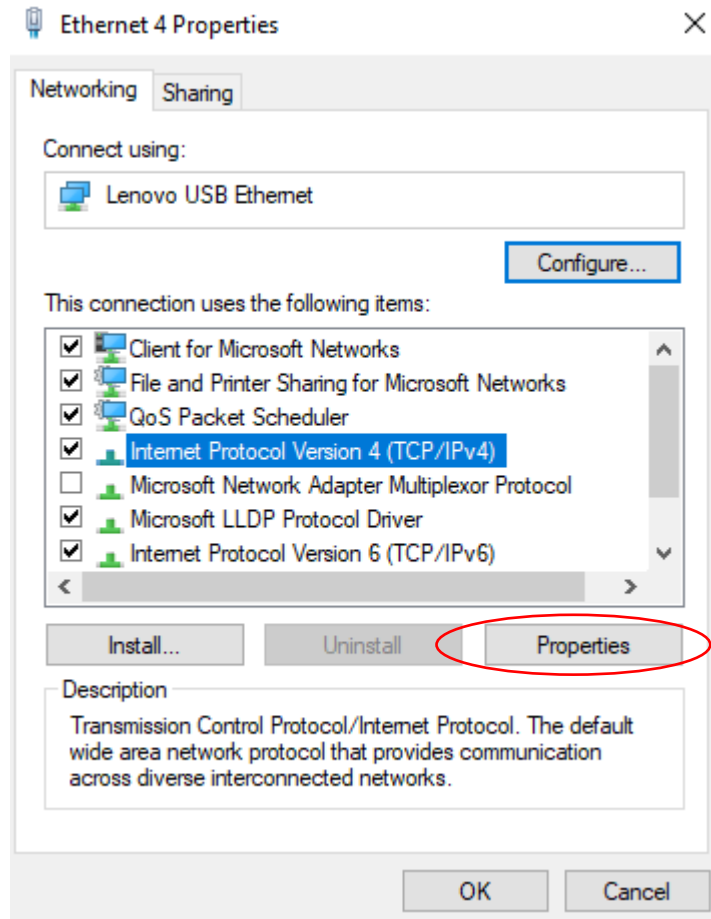 Ethernet 4 Properties
Networking
Sharing
Connect using:
Lenovo USB Ethernet
Configure...
This connection uses the following items:
Client for Microsoft Networks
File and Printer Sharing for Microsoft Networks
QoS Packet Scheduler
Internet Protocol Version 4 (TCP/IPv4)
Microsoft Network Adapter Multiplexor Protocol
Microsoft LLDP Protocol Driver
Internet Protocol Version 6 (TCP/IPv6)
Install...
Uninstall
Properties
Description
Transmission Control Protocol/Internet Protocol. The default
wide area network protocol that provides communication
across diverse interconnected networks.
OK
Cancel